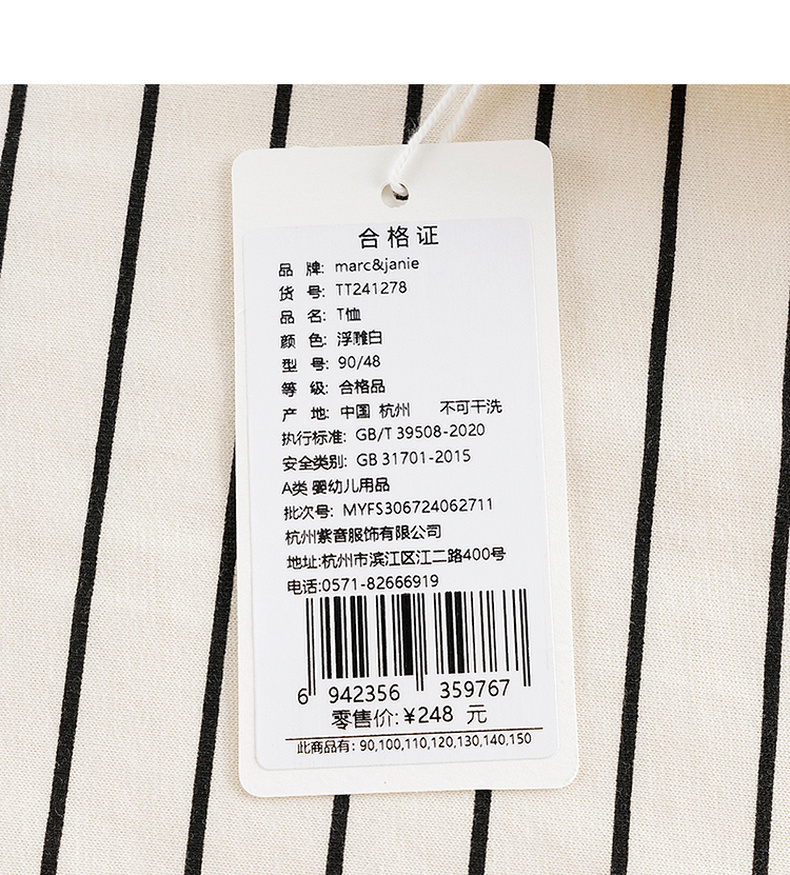 合格证
品 牌: marc&janie
货 号: TT241278
品 名: T恤
颜 色: 浮雕白
型 号: 90/48
等 级: 合格品
产 地: 中国 杭州 不可干洗
执行标准: GB/T 39508-2020
安全类别: GB 31701-2015
A类 婴幼儿用品
批次号: MYFS306724062711
杭州紫音服饰有限公司
地址:杭州市滨江区江二路400号
电话:0571-82666919
6 942356 359767
零售价:¥248 元
此商品有: 90,100,110,120,130,140,150